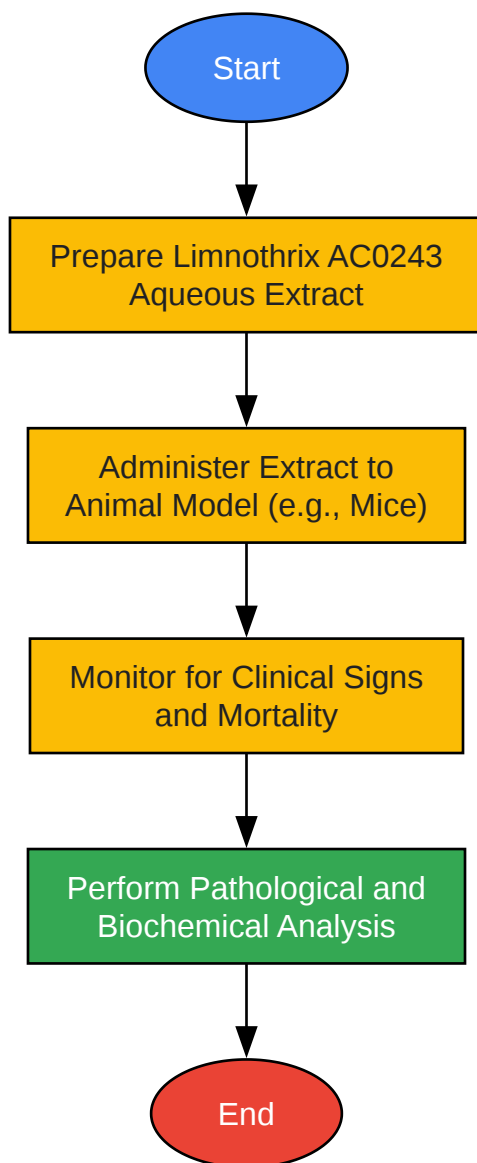 Start
Prepare Limnothrix AC0243
Aqueous Extract
Administer Extract to
Animal Model (e.g., Mice)
Monitor for Clinical Signs
and Mortality
Perform Pathological and
Biochemical Analysis
End